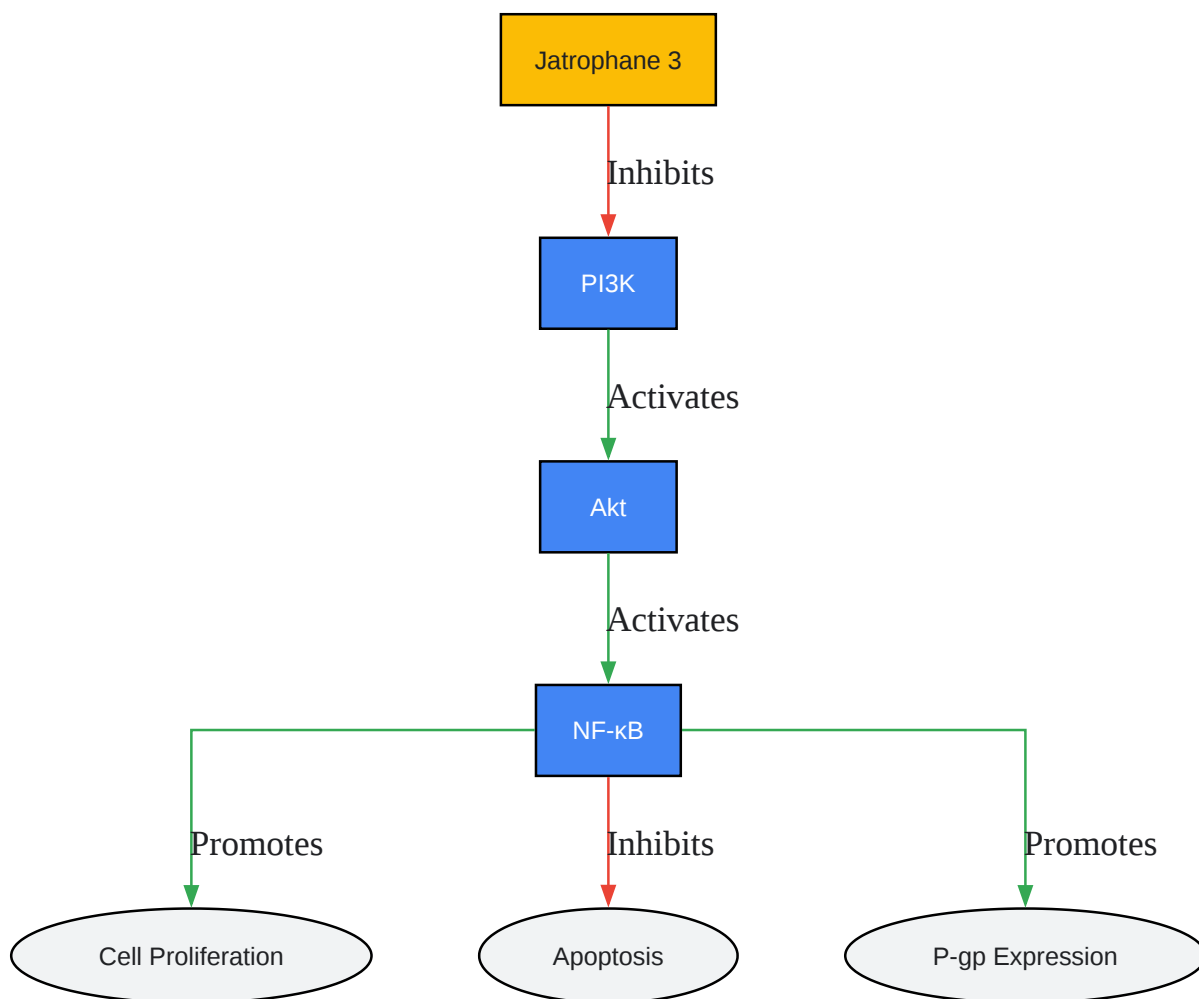 Jatrophane 3
Inhibits
PI3K
Activates
Akt
Activates
NF-κB
Promotes
Inhibits
Promotes
Cell Proliferation
Apoptosis
P-gp Expression